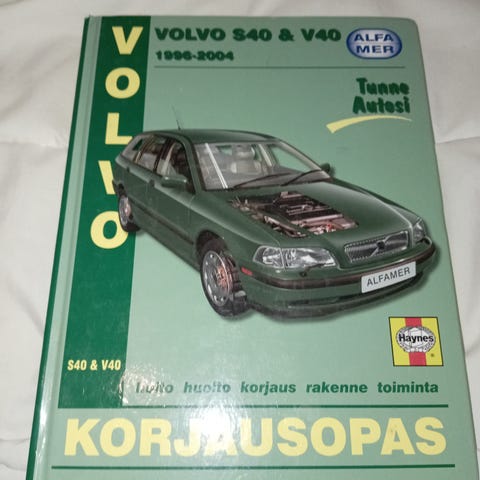 VOLVO
VOLVO S40 & V40
1996-2004
ALFA
MER
Tunne
Autosi
ALFAMER
Haynes
S40 & V40
hoito huolto korjaus rakenne toiminta
KORJAUSOPAS